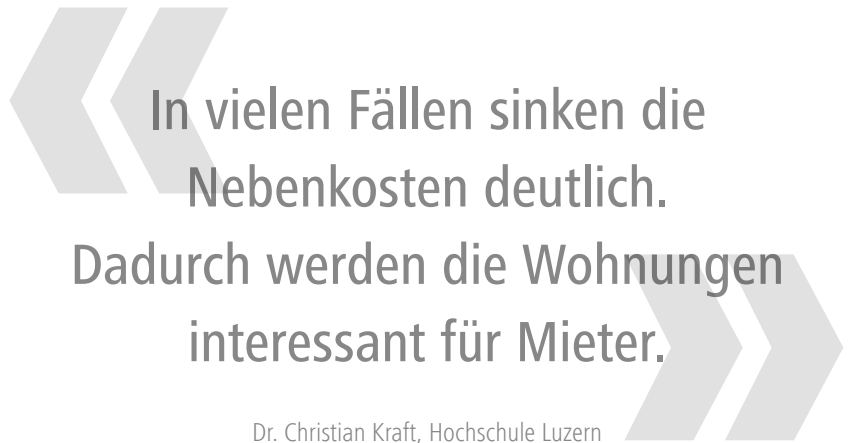 In vielen Fällen sinken die
Nebenkosten deutlich.
Dadurch werden die Wohnungen
interessant für Mieter.
Dr. Christian Kraft, Hochschule Luzern